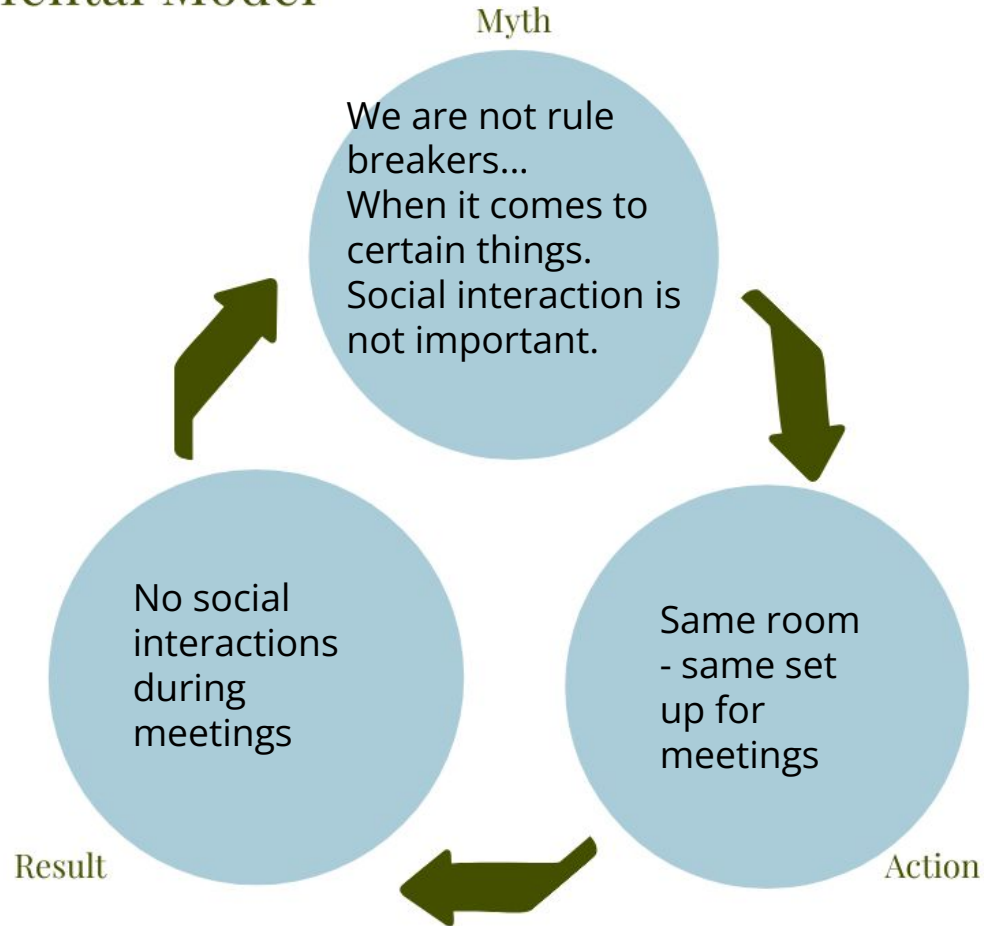 Model
Myth
We are not rule
breakers...
When it comes to
certain things.
Social interaction is
not important.
No social
interactions
during
meetings
Same room
- same set
up for
meetings
Result
Action